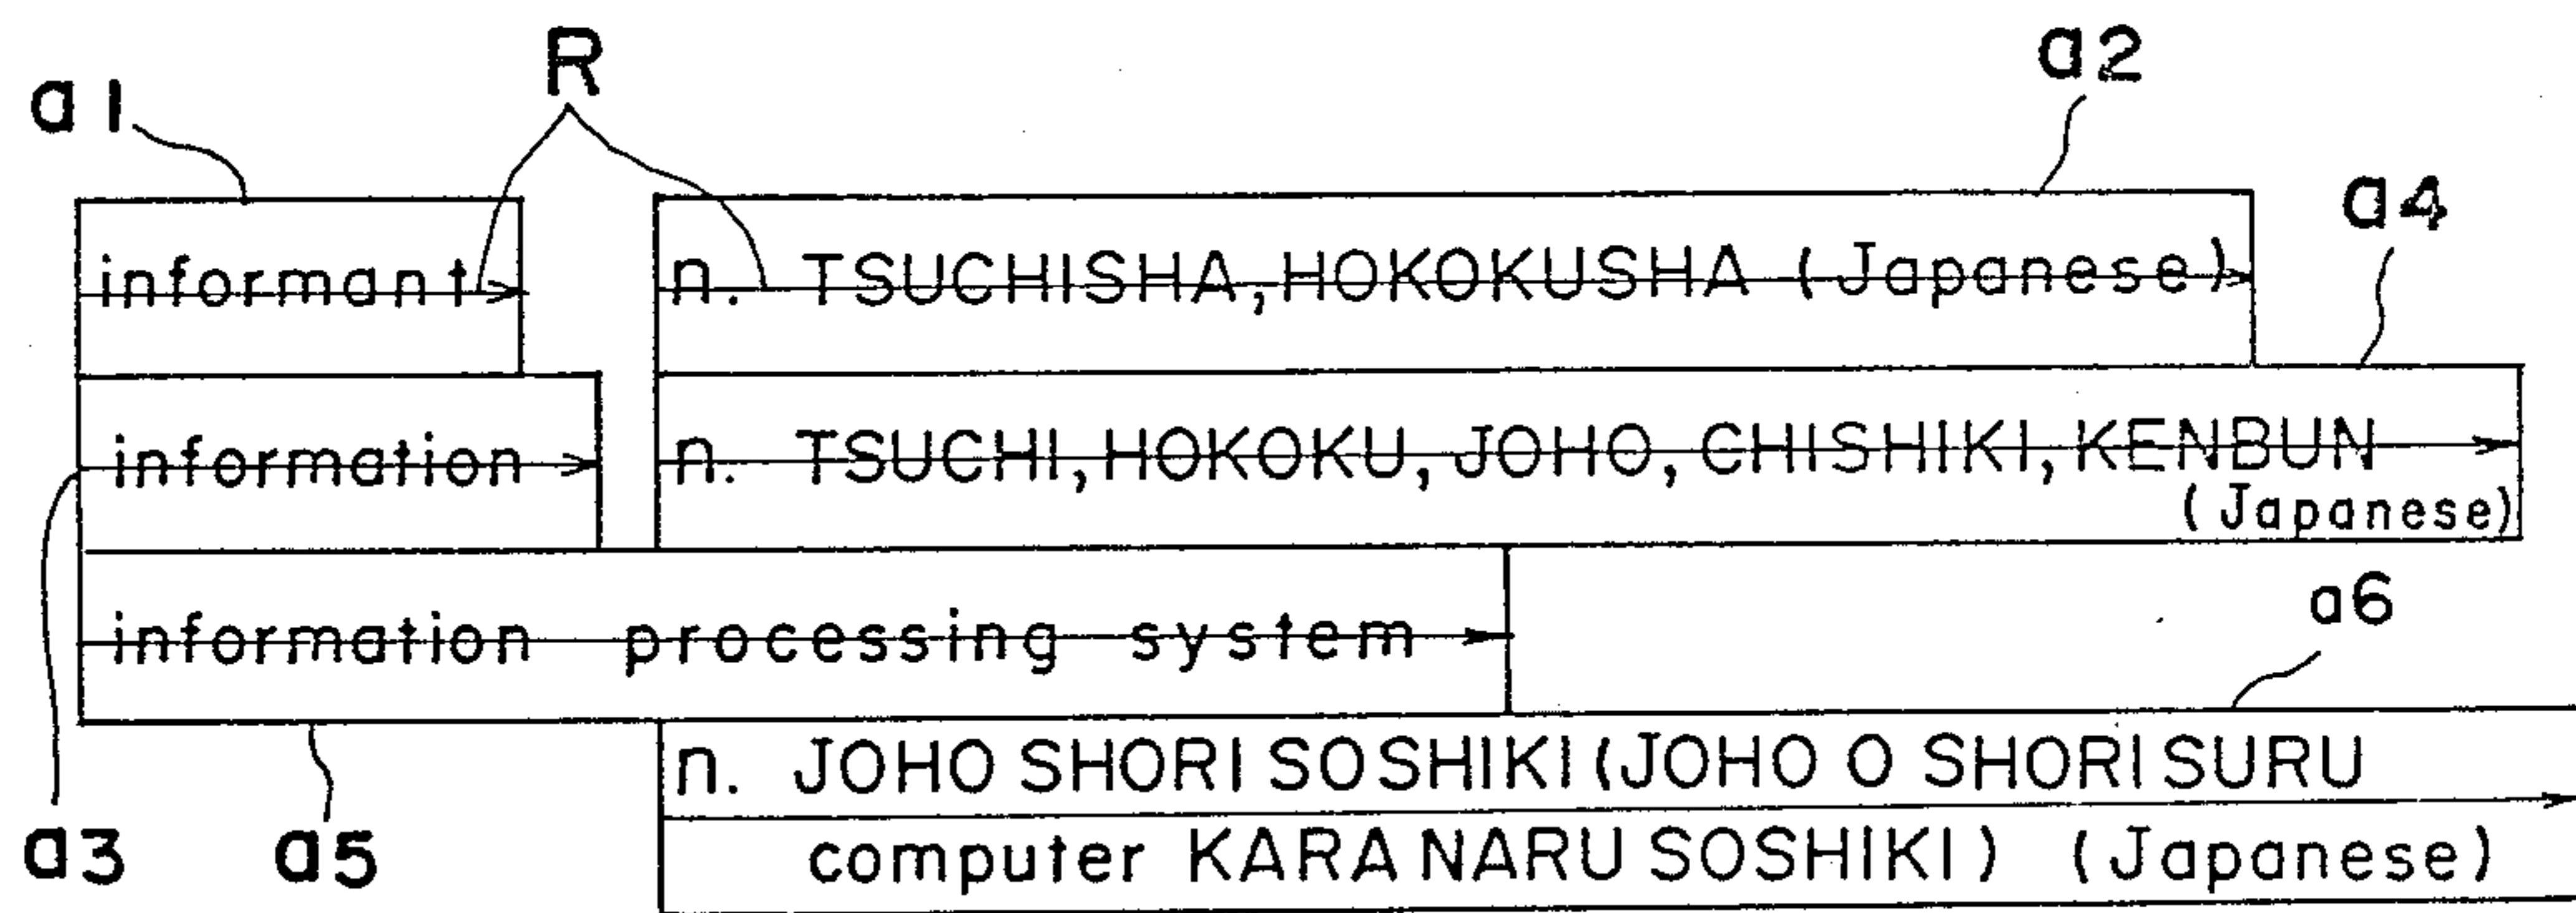 R
a2
a1
a4
informant
n. TSUCHISHA, HOKOKUSHA (Japanese)
information
n. TSUCHI, HOKOKU, JOHO, CHISHIKI, KENBUN
(Japanese)
information processing system
a6
n. JOHO SHORI SOSHIKI (JOHO O SHORI SURU
computer KARA NARU SOSHIKI) (Japanese)
a3
a5